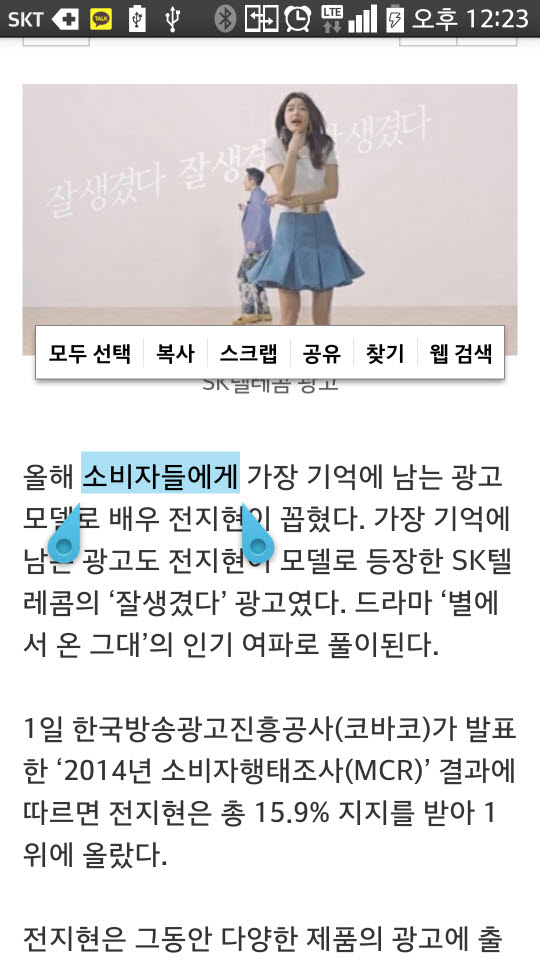 SKT TALK LTE 오후 12:23
잘생겼다 잘생겼다 잘생겼다
모두 선택 복사 스크랩 공유 찾기 웹 검색
SK텔레콤 광고
올해 소비자들에게 가장 기억에 남는 광고
모델로 배우 전지현이 꼽혔다. 가장 기억에
남는 광고도 전지현이 모델로 등장한 SK텔
레콤의 ‘잘생겼다’ 광고였다. 드라마 ‘별에
서 온 그대’의 인기 여파로 풀이된다.
1일 한국방송광고진흥공사(코바코)가 발표
한 ‘2014년 소비자행태조사(MCR)’ 결과에
따르면 전지현은 총 15.9% 지지를 받아 1
위에 올랐다.
전지현은 그동안 다양한 제품의 광고에 출